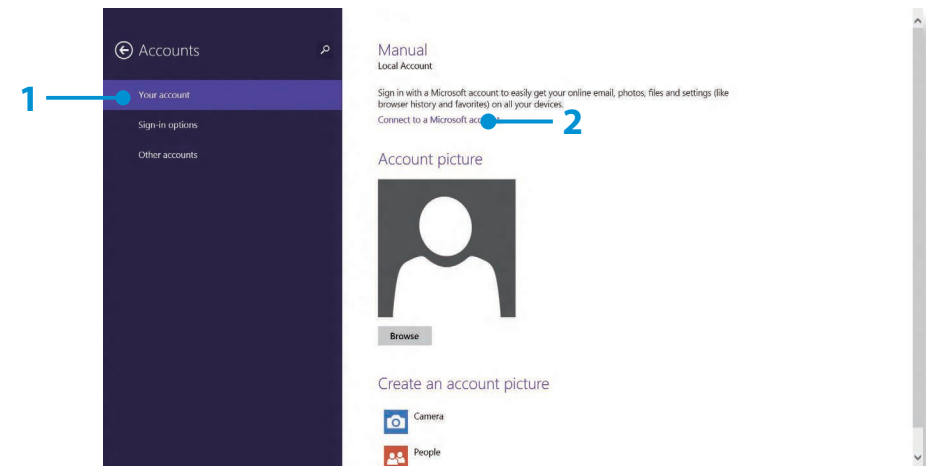 Accounts
Your account
Sign-in options
Other accounts
1
Manual
Local Account
Sign in with a Microsoft account to easily get your online email, photos, files and settings (like
browser history and favorites) on all your devices.
Connect to a Microsoft
2
Account picture
Browse
Create an account picture
Camera
People